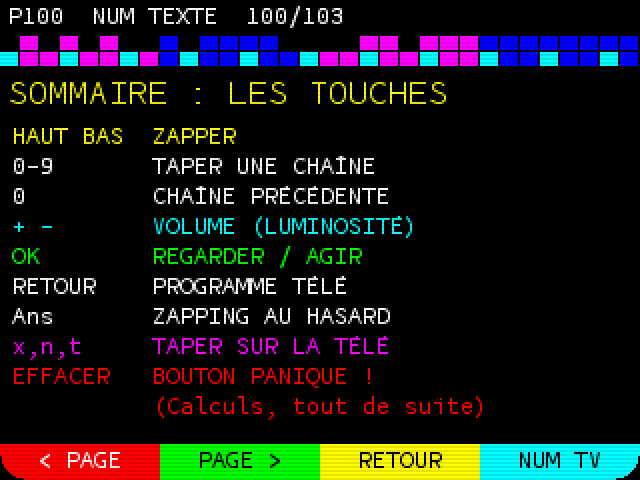 P100 NUM TEXTE 100/103
SOMMAIRE : LES TOUCHES
HAUT BAS ZAPPER
0-9 TAPER UNE CHAÎNE
0 CHAÎNE PRÉCÉDENTE
+ - VOLUME (LUMINOSITÉ)
OK REGARDER / AGIR
RETOUR PROGRAMME TÉLÉ
Ans ZAPPING AU HASARD
x,n,t TAPER SUR LA TÉLÉ
EFFACER BOUTON PANIQUE !
(Calculs, tout de suite)
< PAGE PAGE > RETOUR NUM TV